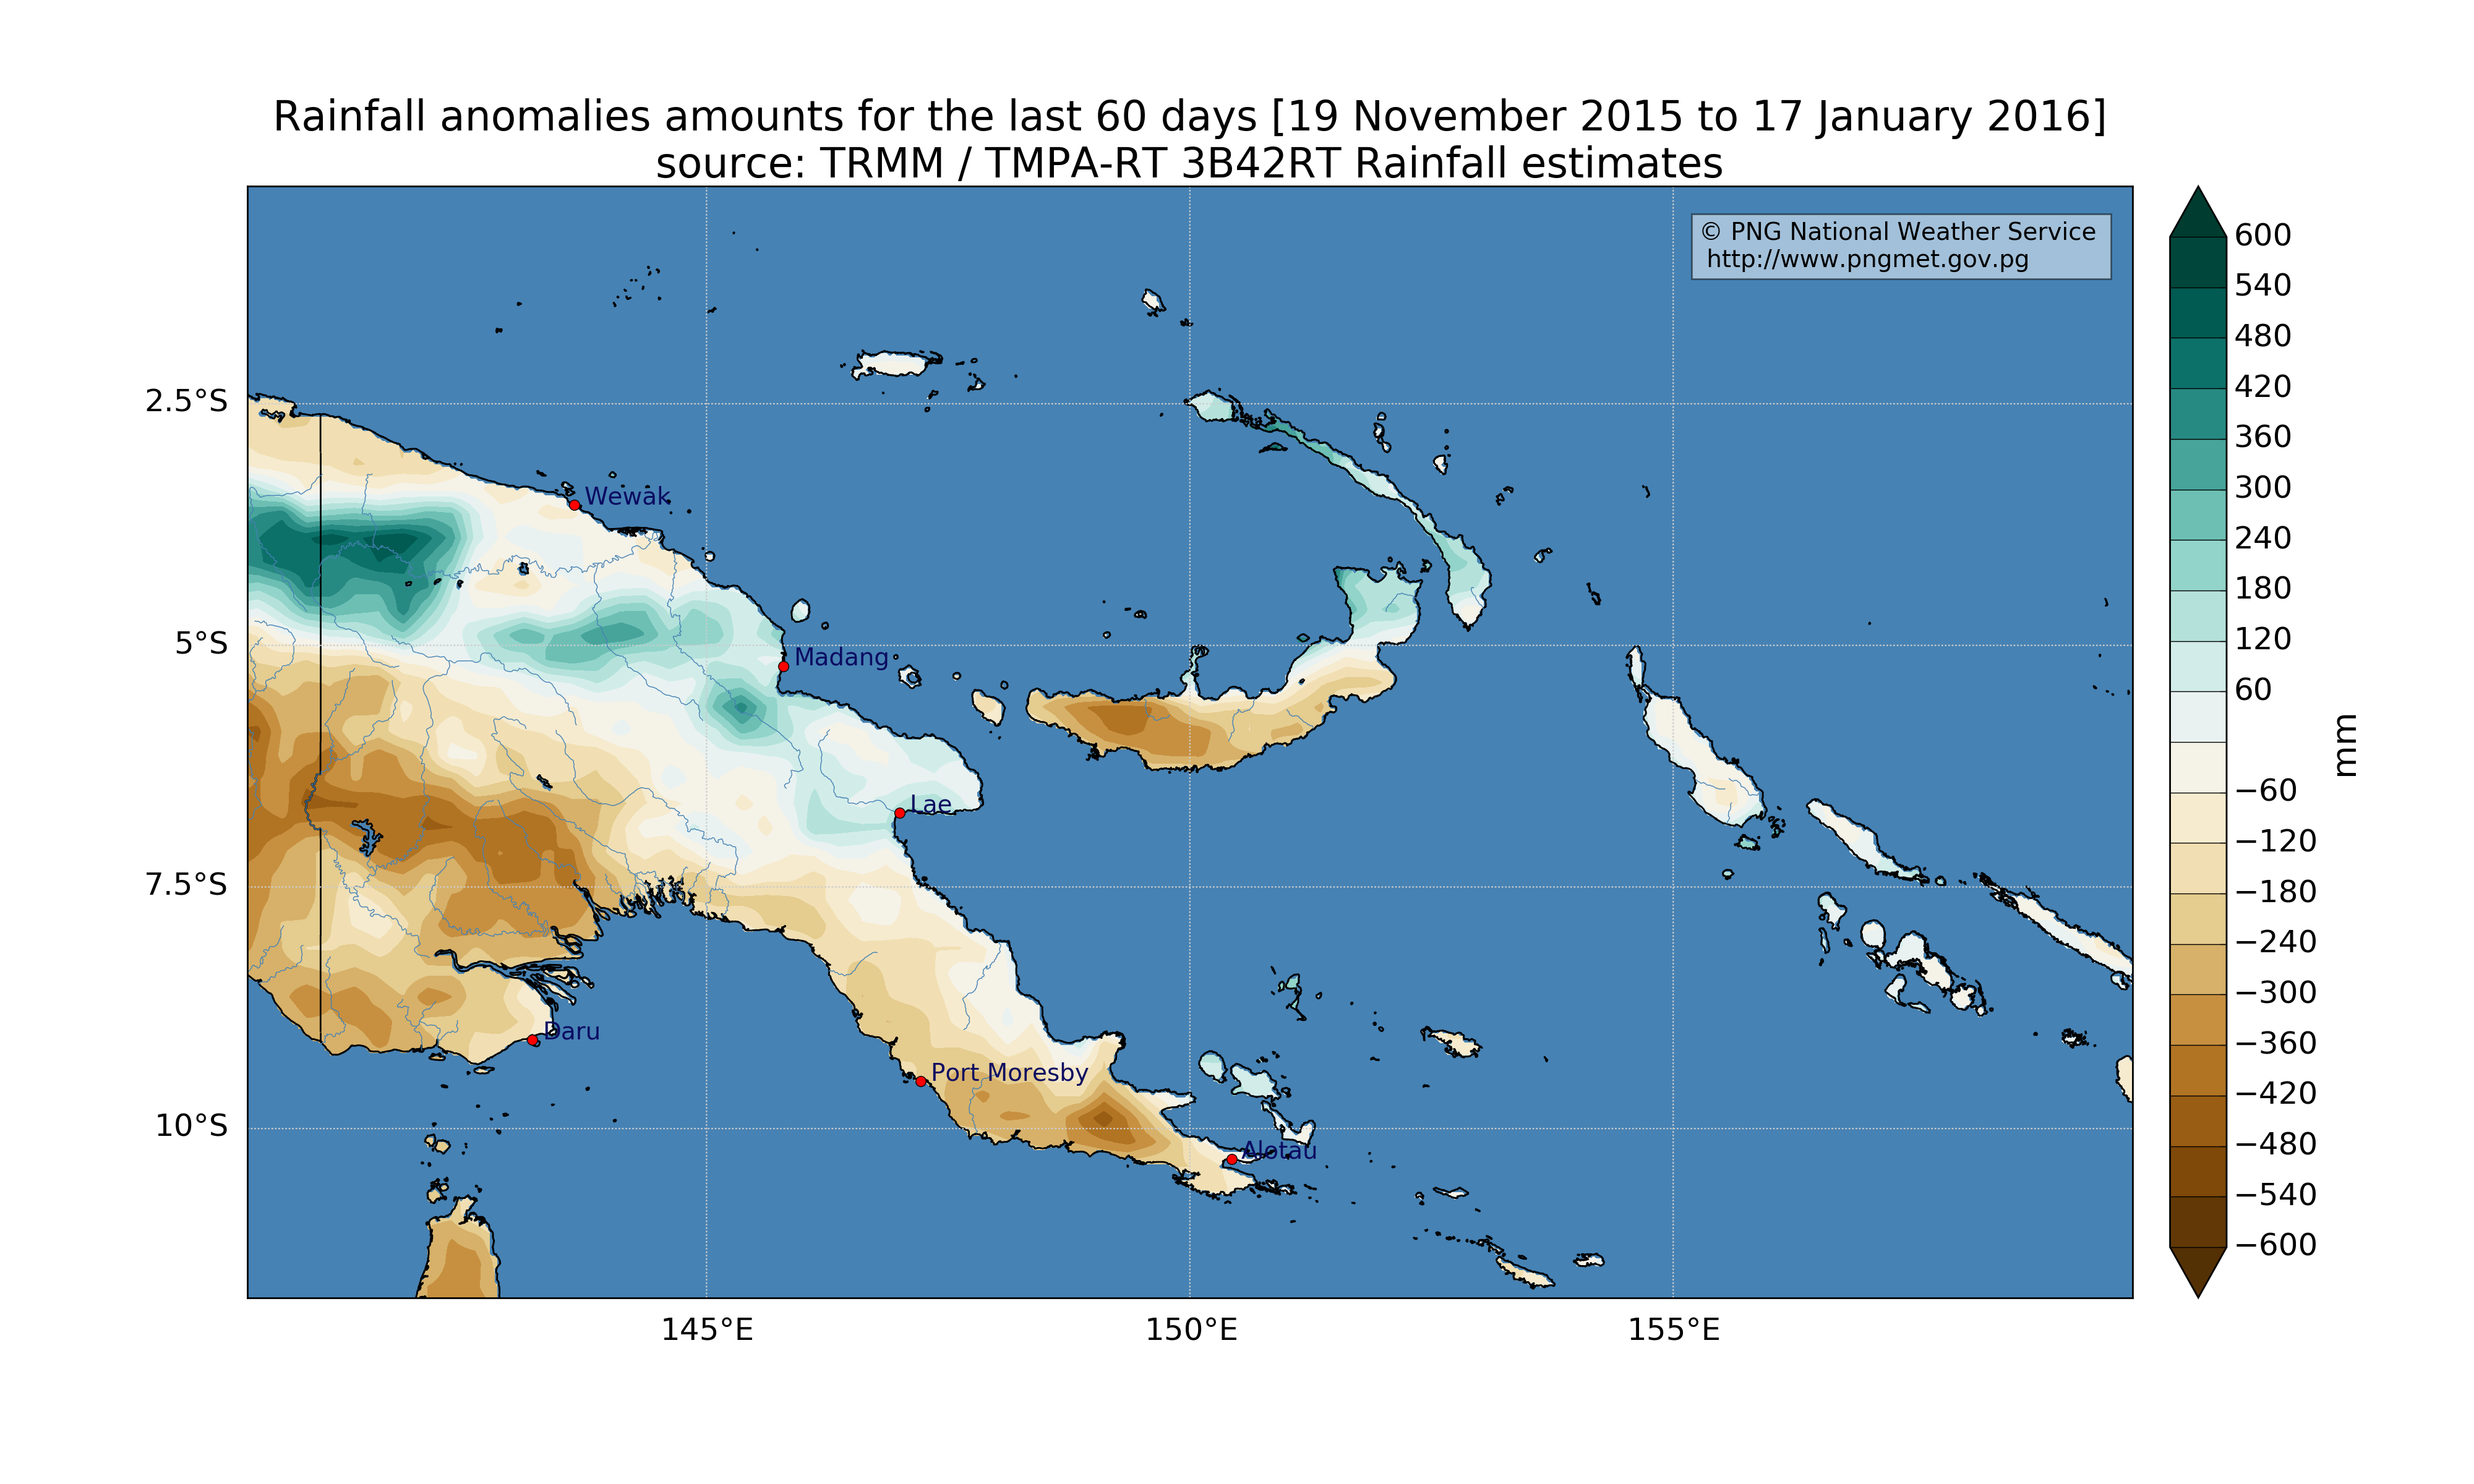 Rainfall anomalies amounts for the last 60 days [19 November 2015 to 17 January 2016]
source: TRMM / TMPA-RT 3B42RT Rainfall estimates
© PNG National Weather Service
http://www.pngmet.gov.pg
2.5°S
5°S
7.5°S
10°S
Wewak
Madang
Lae
Daru
Port Moresby
Alotau
145°E
150°E
155°E
600
540
480
420
360
300
240
180
120
60
−60
−120
−180
−240
−300
−360
−420
−480
−540
−600
mm